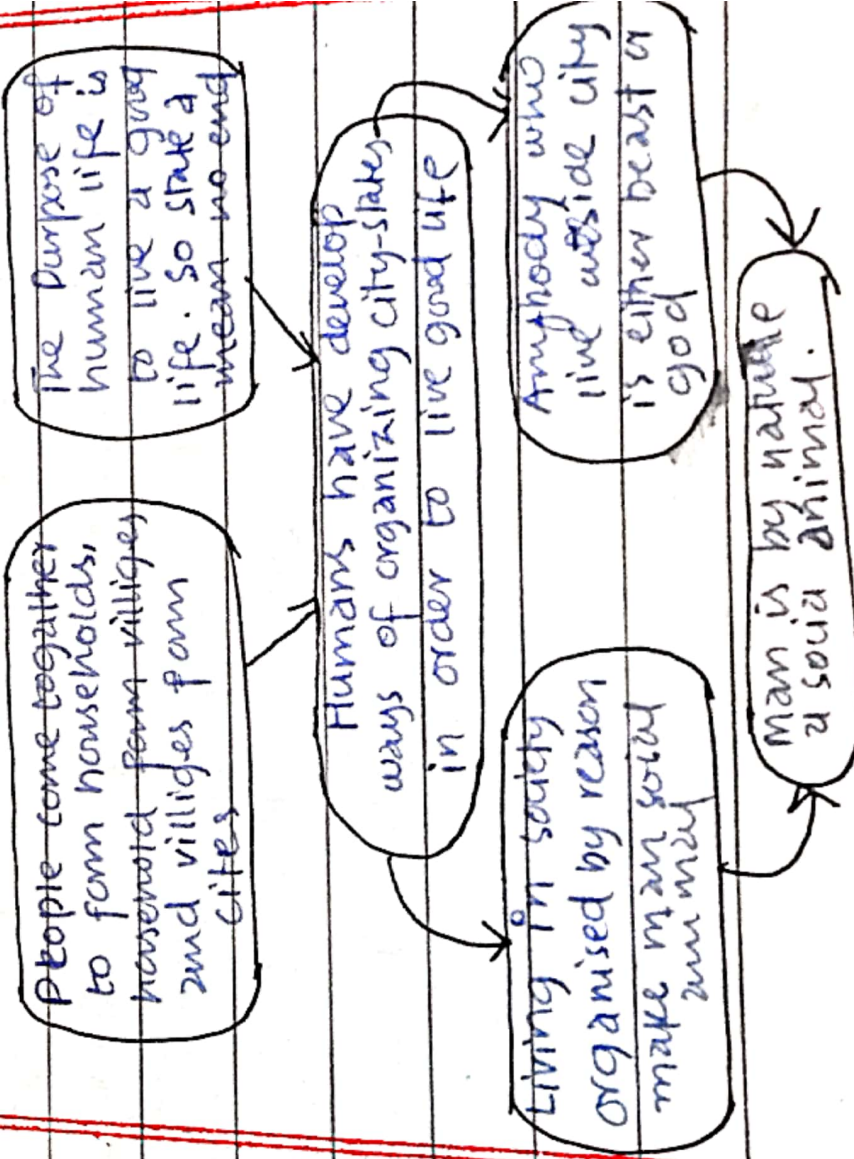 People come togather
to form households,
household form villiges
and villiges form
cites
The purpose of
human life is
to live a good
life. So state a
mean no end
Humans have develop
ways of organizing city-states
in order to live good life
Living in society
organised by reason
make man social
animal
Anybody who
live outside city
is either beast or
god
Man is by nature
a social animal.